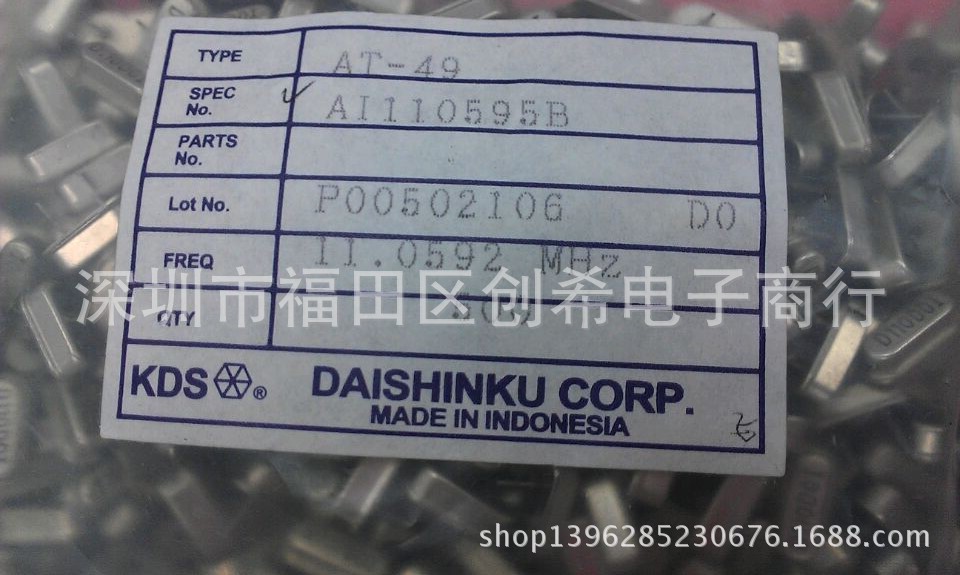 TYPE AT-49
SPEC No. AI110595B
PARTS No.
Lot No. P00502106 D0
FREQ 11.0592 MHz
深圳市福田区创希电子商行
QTY
KDS ® DAISHINKU CORP.
MADE IN INDONESIA
shop1396285230676.1688.com